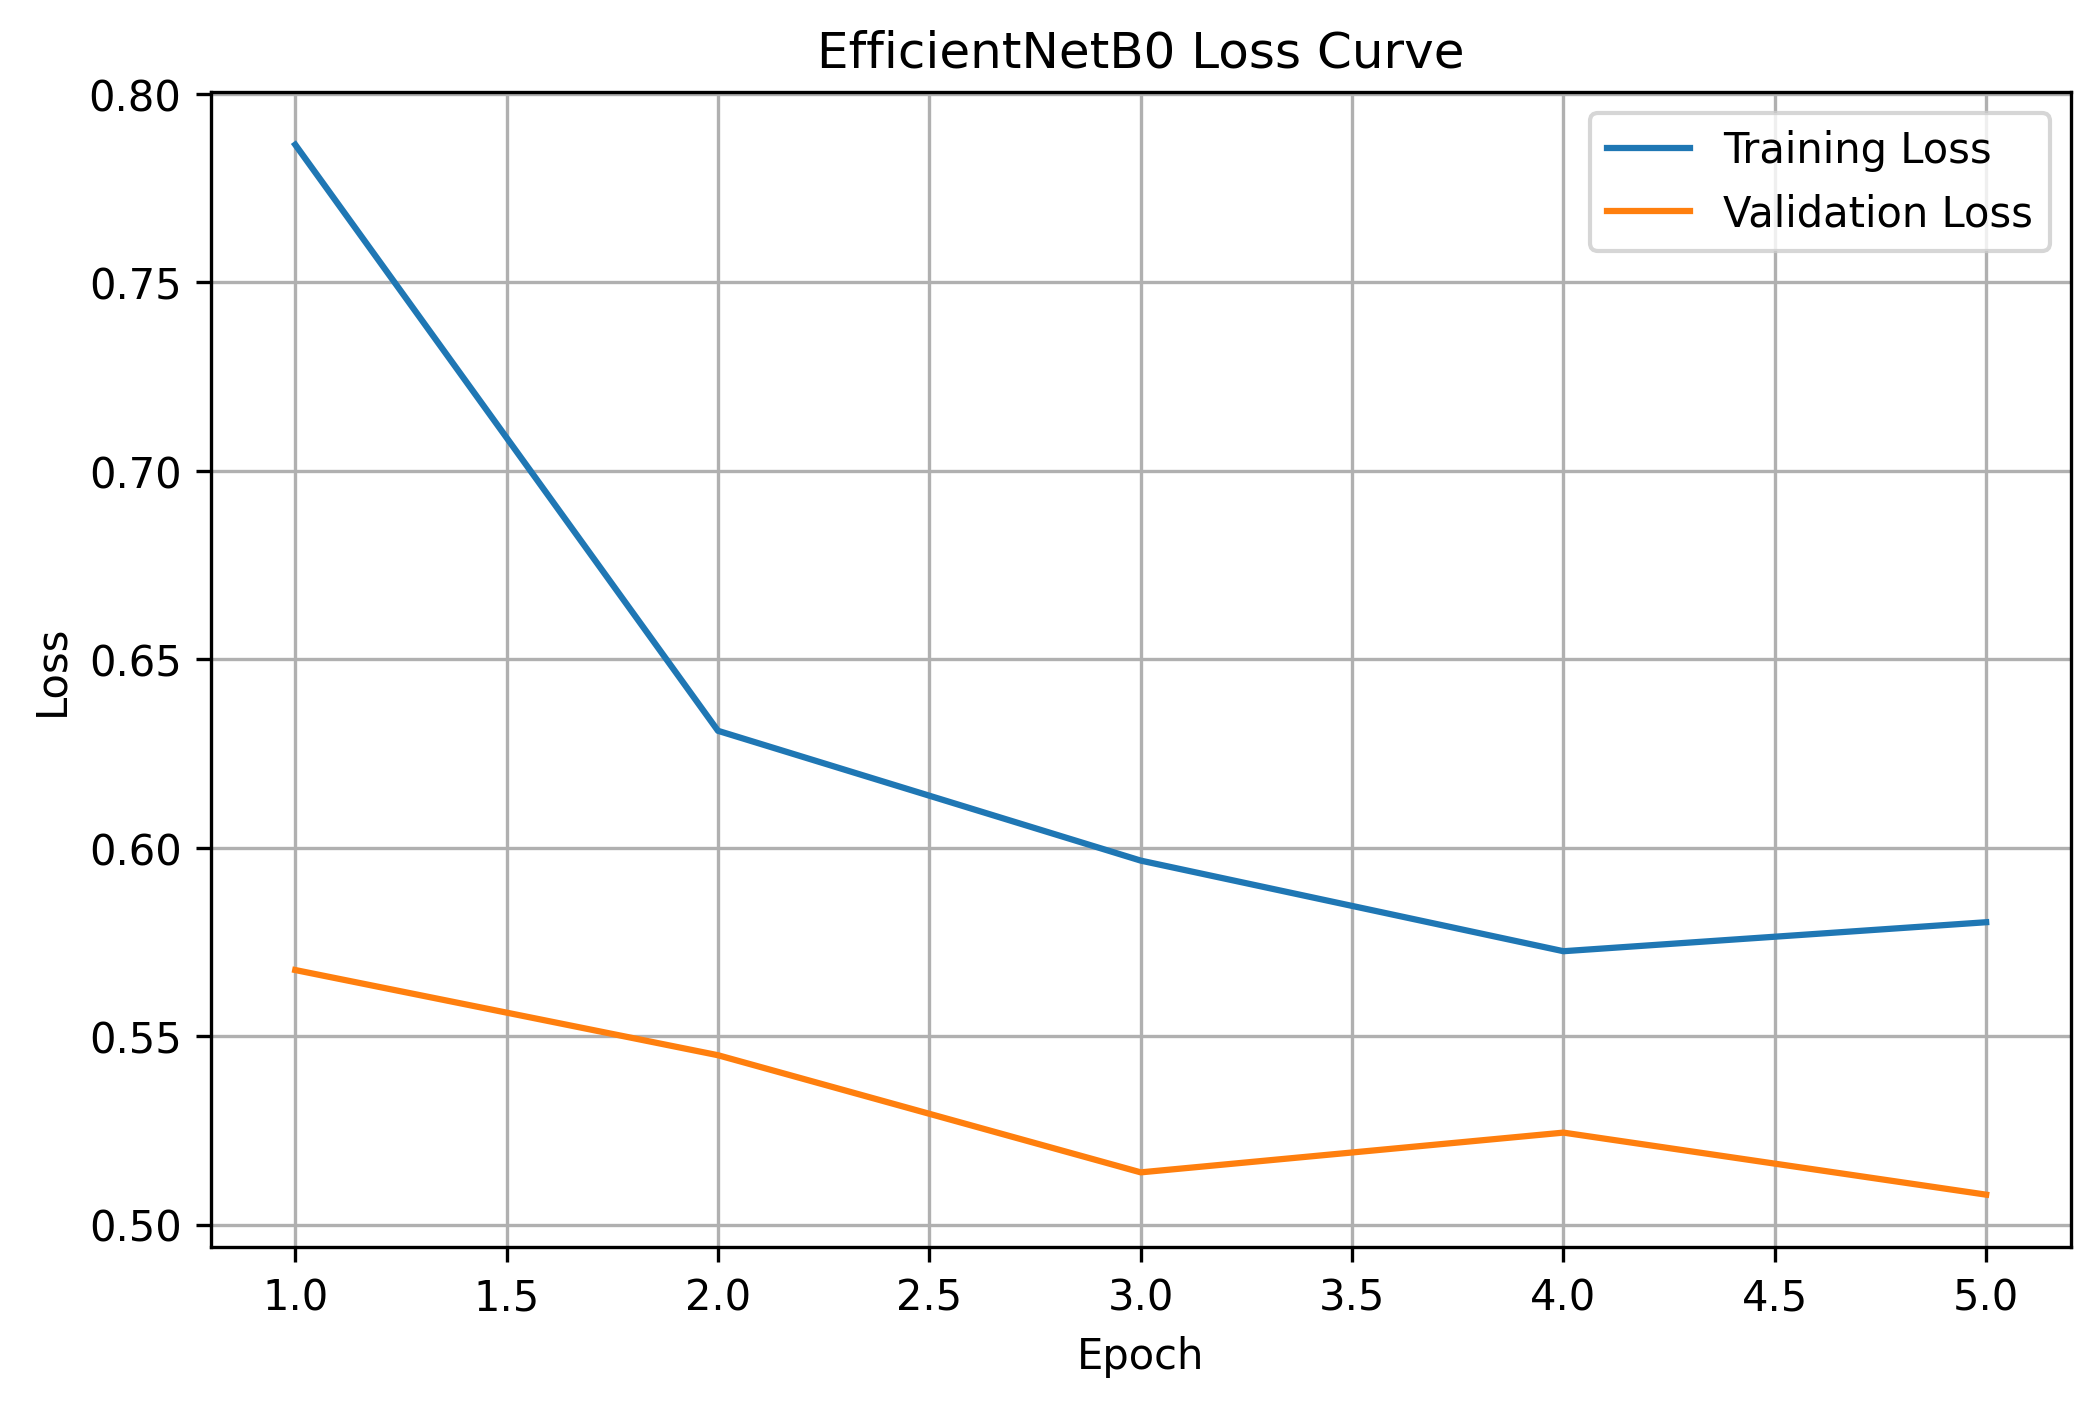 EfficientNetB0 Loss Curve
Training Loss
Validation Loss
0.80
0.75
0.70
0.65
0.60
0.55
0.50
Loss
1.0 1.5 2.0 2.5 3.0 3.5 4.0 4.5 5.0
Epoch